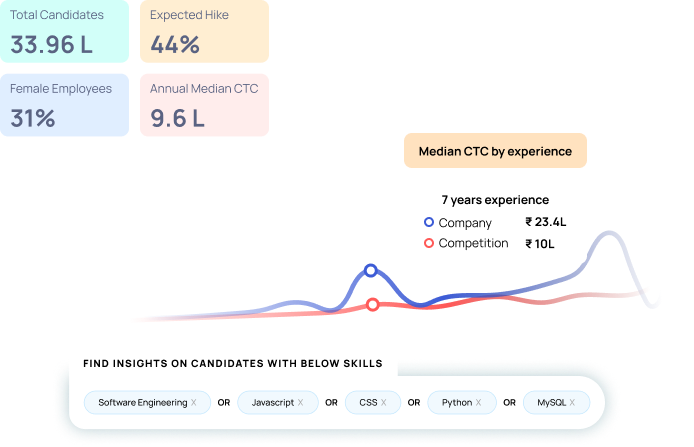 Total Candidates
33.96 L
Expected Hike
44%
Female Employees
31%
Annual Median CTC
9.6 L
Median CTC by experience
7 years experience
Company ₹ 23.4L
Competition ₹ 10L
FIND INSIGHTS ON CANDIDATES WITH BELOW SKILLS
Software Engineering X OR Javascript X OR CSS X OR Python X OR MySQL X